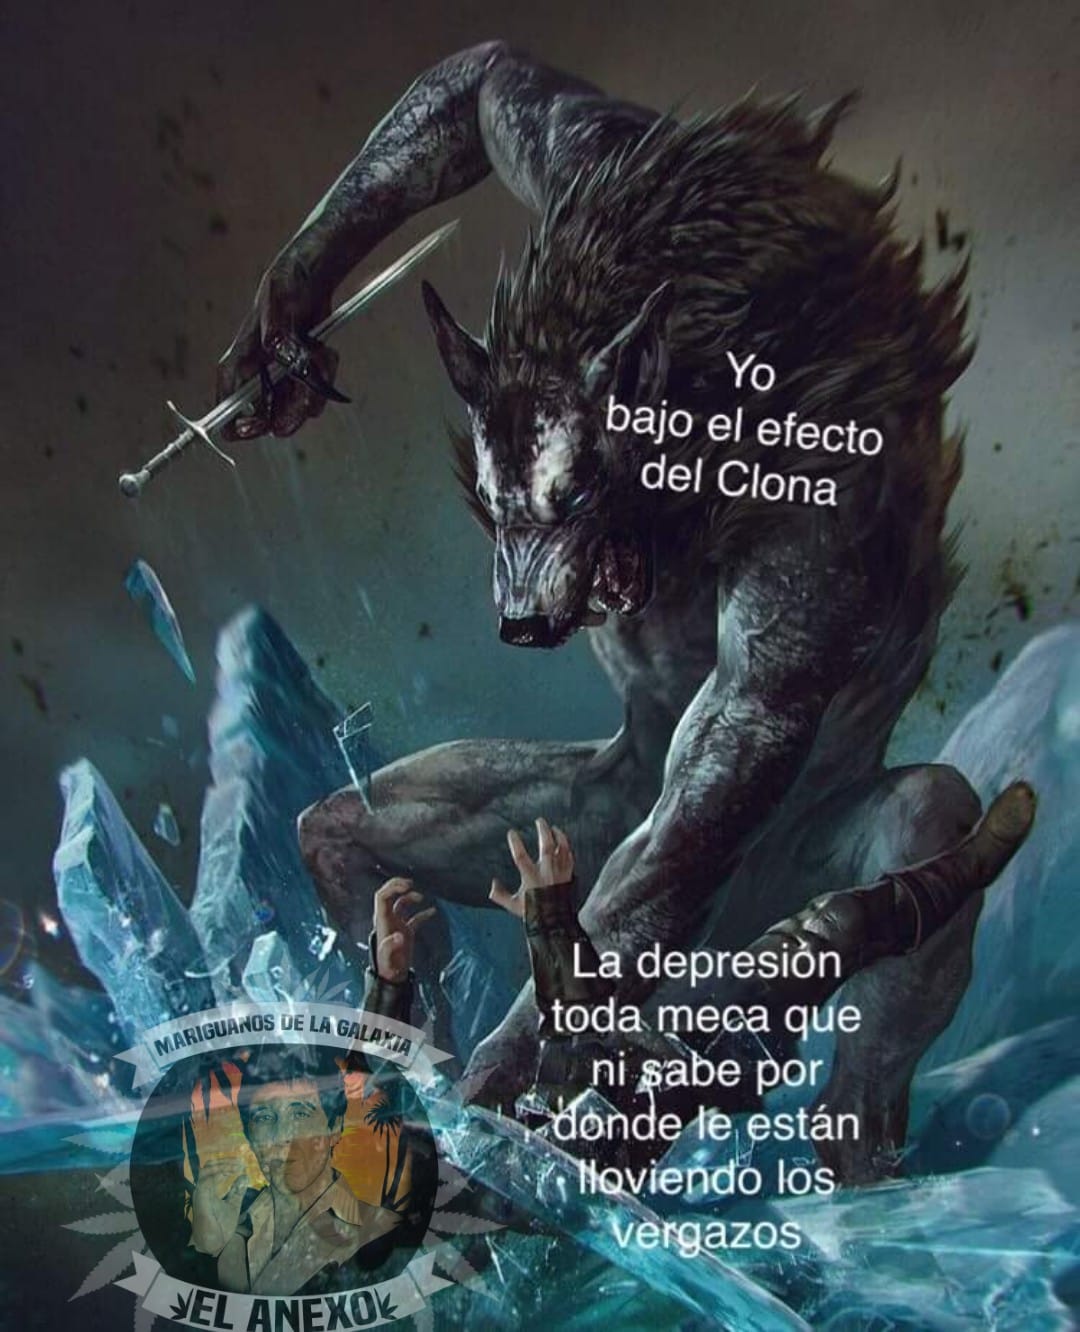 Yo
bajo el efecto
del Clona
La depresión
toda meca que
ni sabe por
donde le están
lloviendo los
vergazos
MARIGUANOS DE LA GALAXIA
EL ANEXO